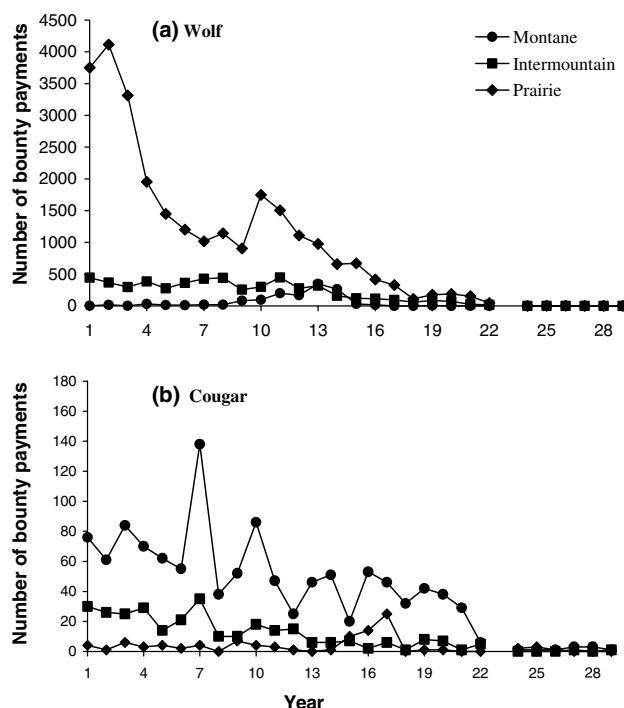 (a) Wolf
Montane
Intermountain
Prairie
Number of bounty payments
4500
4000
3500
3000
2500
2000
1500
1000
500
0
1 4 7 10 13 16 19 22 25 28
(b) Cougar
Number of bounty payments
180
160
140
120
100
80
60
40
20
0
1 4 7 10 13 16 19 22 25 28
Year